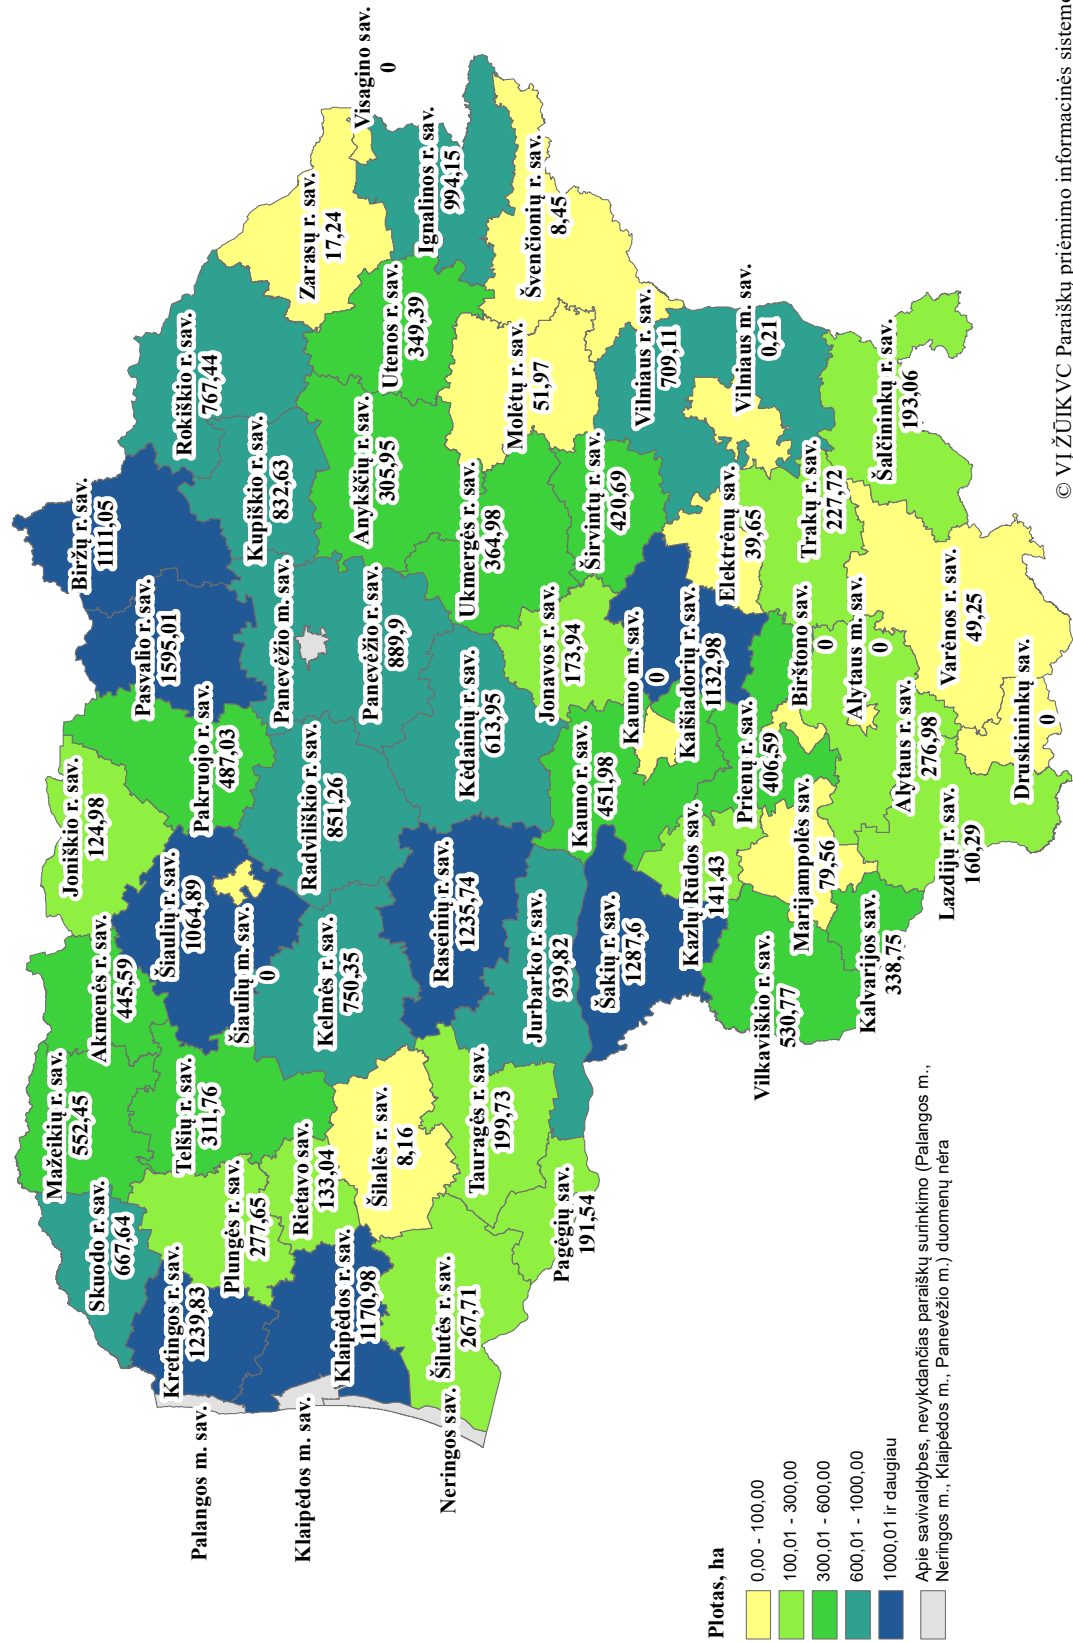 Mažeikių r. sav.
552,45
Skuodo r. sav.
667,64
Akmenės r. sav.
445,59
Joniškio r. sav.
124,98
Biržų r. sav.
1111,05
Pasvalio r. sav.
1595,01
Rokiškio r. sav.
767,44
Kretingos r. sav.
1239,83
Palangos m. sav.
Telšių r. sav.
311,76
Plungės r. sav.
277,65
Šiaulių r. sav.
1064,89
Šiaulių m. sav.
0
Pakruojo r. sav.
487,03
Panevėžio m. sav.
Kupiškio r. sav.
832,63
Zarasų r. sav.
17,24
Visagino sav.
0
Klaipėdos m. sav.
Rietavo sav.
133,04
Klaipėdos r. sav.
1170,98
Kelmės r. sav.
750,35
Radviliškio r. sav.
851,26
Panevėžio r. sav.
889,9
Anykščių r. sav.
305,95
Utenos r. sav.
349,39
Ignalinos r. sav.
994,15
Šilalės r. sav.
8,16
Neringos sav.
Šilutės r. sav.
267,71
Tauragės r. sav.
199,73
Raseinių r. sav.
1235,74
Kėdainių r. sav.
613,95
Ukmergės r. sav.
364,98
Molėtų r. sav.
51,97
Švenčionių r. sav.
8,45
Pagėgių sav.
191,54
Jurbarko r. sav.
939,82
Jonavos r. sav.
173,94
Širvintų r. sav.
420,69
Kauno r. sav.
451,98
Šakių r. sav.
1287,6
Kauno m. sav.
0
Vilniaus r. sav.
709,11
Kaišiadorių r. sav.
1132,98
Elektrėnų sav.
39,65
Vilniaus m. sav.
0,21
Kazlų Rūdos sav.
141,43
Prienų r. sav.
406,59
Birštono sav.
0
Trakų r. sav.
227,72
Vilkaviškio r. sav.
530,77
Marijampolės sav.
79,56
Alytaus m. sav.
0
Šalčininkų r. sav.
193,06
Kalvarijos sav.
338,75
Alytaus r. sav.
276,98
Varėnos r. sav.
49,25
Lazdijų r. sav.
160,29
Druskininkų sav.
0
Plotas, ha
0,00 - 100,00
100,01 - 300,00
300,01 - 600,00
600,01 - 1000,00
1000,01 ir daugiau
Apie savivaldybes, nevykdančias paraiškų surinkimo (Palangos m.,
Neringos m., Klaipėdos m., Panevėžio m.) duomenų nėra
© VĮ ŽŪIKVC Paraiškų priėmimo informacinės sistemos